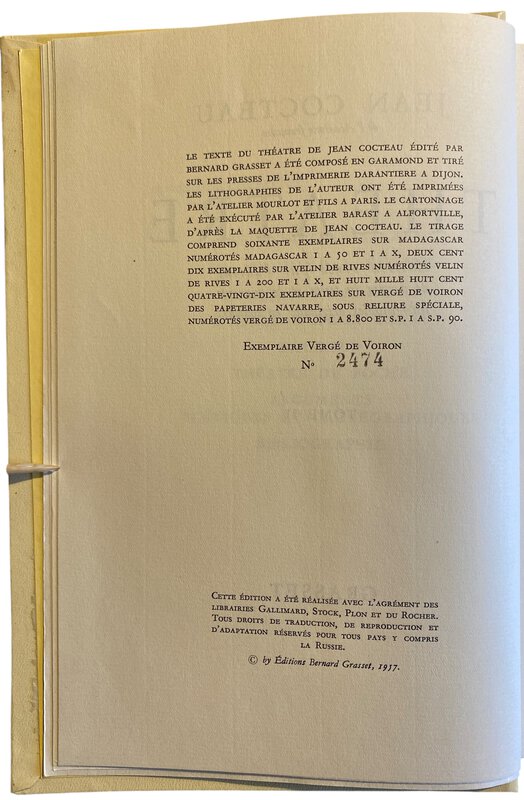 LE TEXTE DU THÉATRE DE JEAN COCTEAU ÉDITÉ PAR
BERNARD GRASSET A ÉTÉ COMPOSÉ EN GARAMOND ET TIRÉ
SUR LES PRESSES DE L'IMPRIMERIE DARANTIERE A DIJON.
LES LITHOGRAPHIES DE L'AUTEUR ONT ÉTÉ IMPRIMÉES
PAR L'ATELIER MOURLOT ET FILS A PARIS. LE CARTONNAGE
A ÉTÉ EXÉCUTÉ PAR L'ATELIER BARAST A ALFORTVILLE,
D'APRÈS LA MAQUETTE DE JEAN COCTEAU. LE TIRAGE
COMPREND SOIXANTE EXEMPLAIRES SUR MADAGASCAR
NUMÉROTÉS MADAGASCAR 1 A 50 ET I A X, DEUX CENT
DIX EXEMPLAIRES SUR VELIN DE RIVES NUMÉROTÉS VELIN
DE RIVES 1 A 200 ET I A X, ET HUIT MILLE HUIT CENT
QUATRE-VINGT-DIX EXEMPLAIRES SUR VERGÉ DE VOIRON
DES PAPETERIES NAVARRE, SOUS RELIURE SPÉCIALE,
NUMÉROTÉS VERGÉ DE VOIRON 1 A 8.800 ET S.P. 1 A S.P. 90.
EXEMPLAIRE VERGÉ DE VOIRON
No 2474
CETTE ÉDITION A ÉTÉ RÉALISÉE AVEC L'AGRÉMENT DES
LIBRAIRIES GALLIMARD, STOCK, PLON ET DU ROCHER.
TOUS DROITS DE TRADUCTION, DE REPRODUCTION ET
D'ADAPTATION RÉSERVÉS POUR TOUS PAYS Y COMPRIS
LA RUSSIE.
© by Éditions Bernard Grasset, 1957.
JEAN COCTEAU